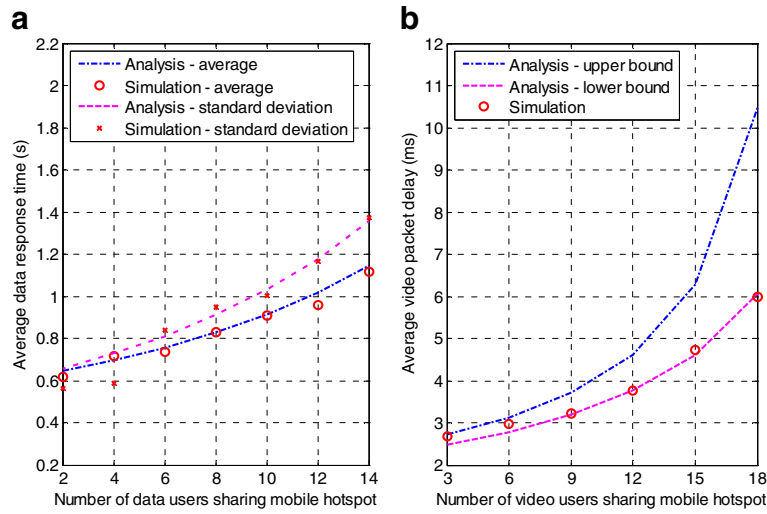 a
2.2
2
1.8
1.6
1.4
1.2
1
0.8
0.6
0.4
0.2
Average data response time (s)
Analysis - average
Simulation - average
Analysis - standard deviation
Simulation - standard deviation
2 4 6 8 10 12 14
Number of data users sharing mobile hotspot
b
12
11
10
9
8
7
6
5
4
3
2
Average video packet delay (ms)
Analysis - upper bound
Analysis - lower bound
Simulation
3 6 9 12 15 18
Number of video users sharing mobile hotspot